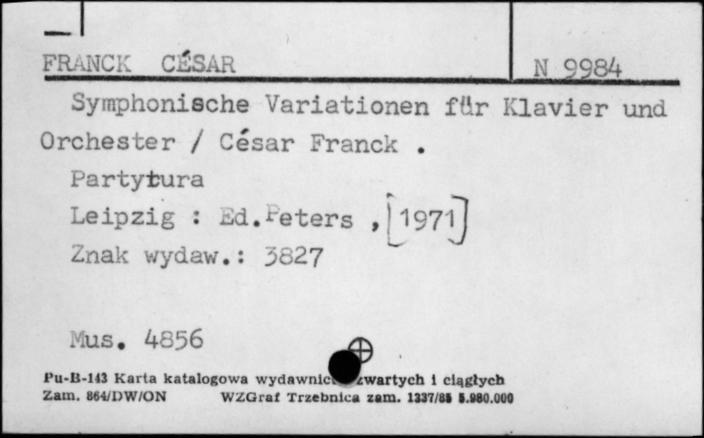 FRANCK CÉSAR N 9984
Symphonische Variationen für Klavier und
Orchester / César Franck .
Partytura
Leipzig : Ed.Peters , [1971]
Znak wydaw.: 3827
Mus. 4856
Pu-B-143 Karta katalogowa zwartych i ciągłych
Zam. 864/DW/ON WZGraf Trzebnica zam. 1337/85 5.980.000